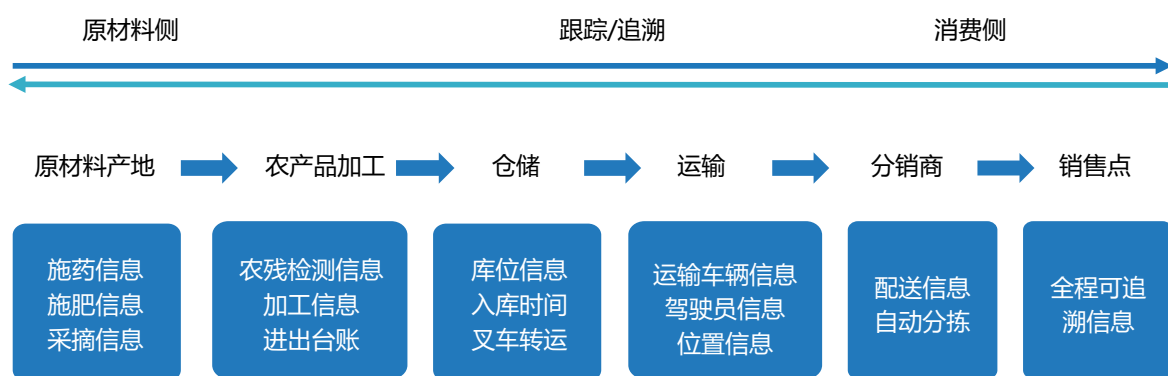 原材料侧
跟踪/追溯
消费侧
原材料产地
农产品加工
仓储
运输
分销商
销售点
施药信息
施肥信息
采摘信息
农残检测信息
加工信息
进出台账
库位信息
入库时间
叉车转运
运输车辆信息
驾驶员信息
位置信息
配送信息
自动分拣
全程可追
溯信息